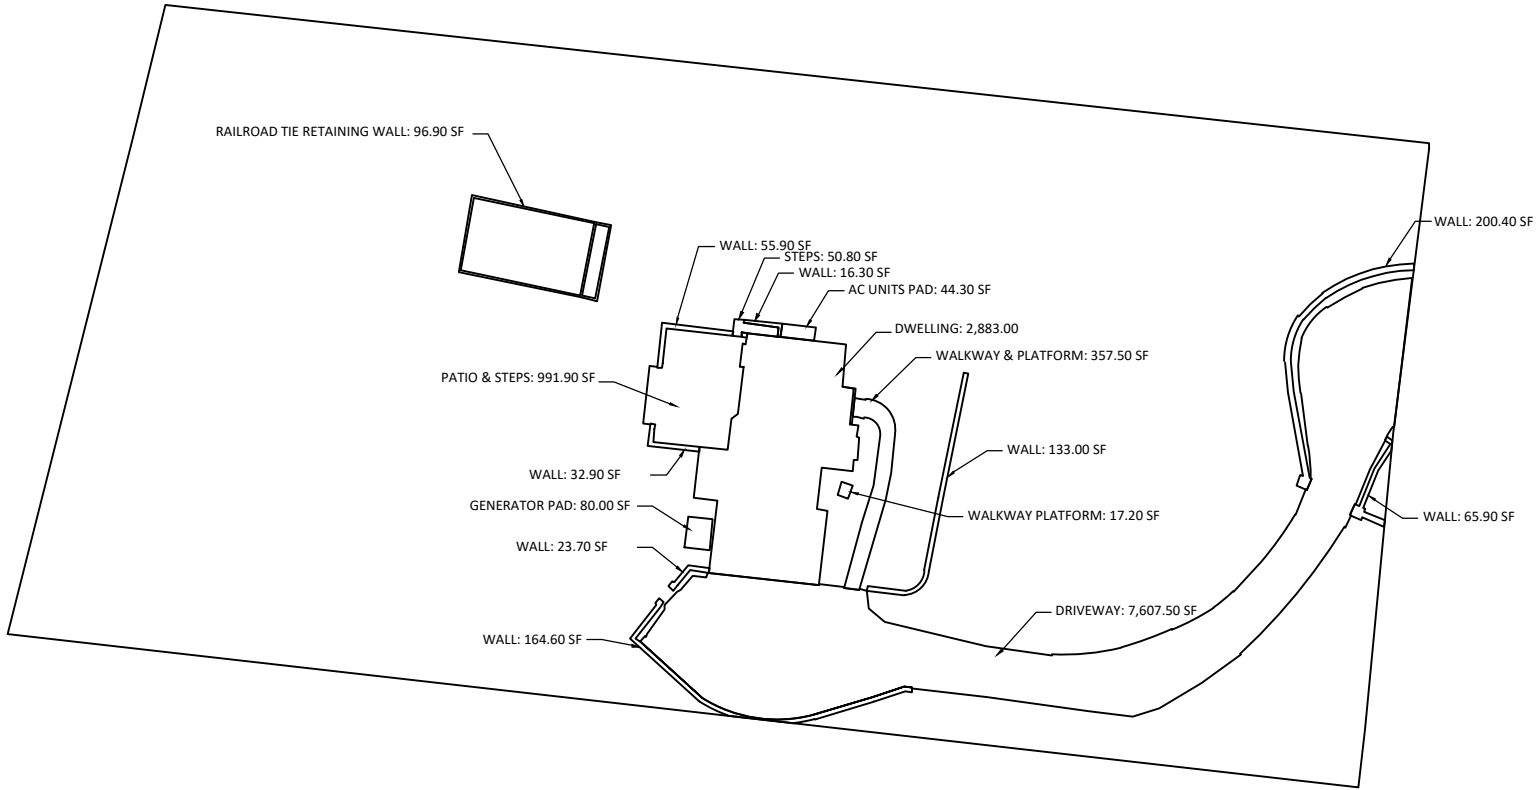 RAILROAD TIE RETAINING WALL: 96.90 SF
WALL: 200.40 SF
WALL: 55.90 SF
STEPS: 50.80 SF
WALL: 16.30 SF
AC UNITS PAD: 44.30 SF
DWELLING: 2,883.00
WALKWAY & PLATFORM: 357.50 SF
PATIO & STEPS: 991.90 SF
WALL: 133.00 SF
WALL: 32.90 SF
GENERATOR PAD: 80.00 SF
WALKWAY PLATFORM: 17.20 SF
WALL: 65.90 SF
WALL: 23.70 SF
DRIVEWAY: 7,607.50 SF
WALL: 164.60 SF